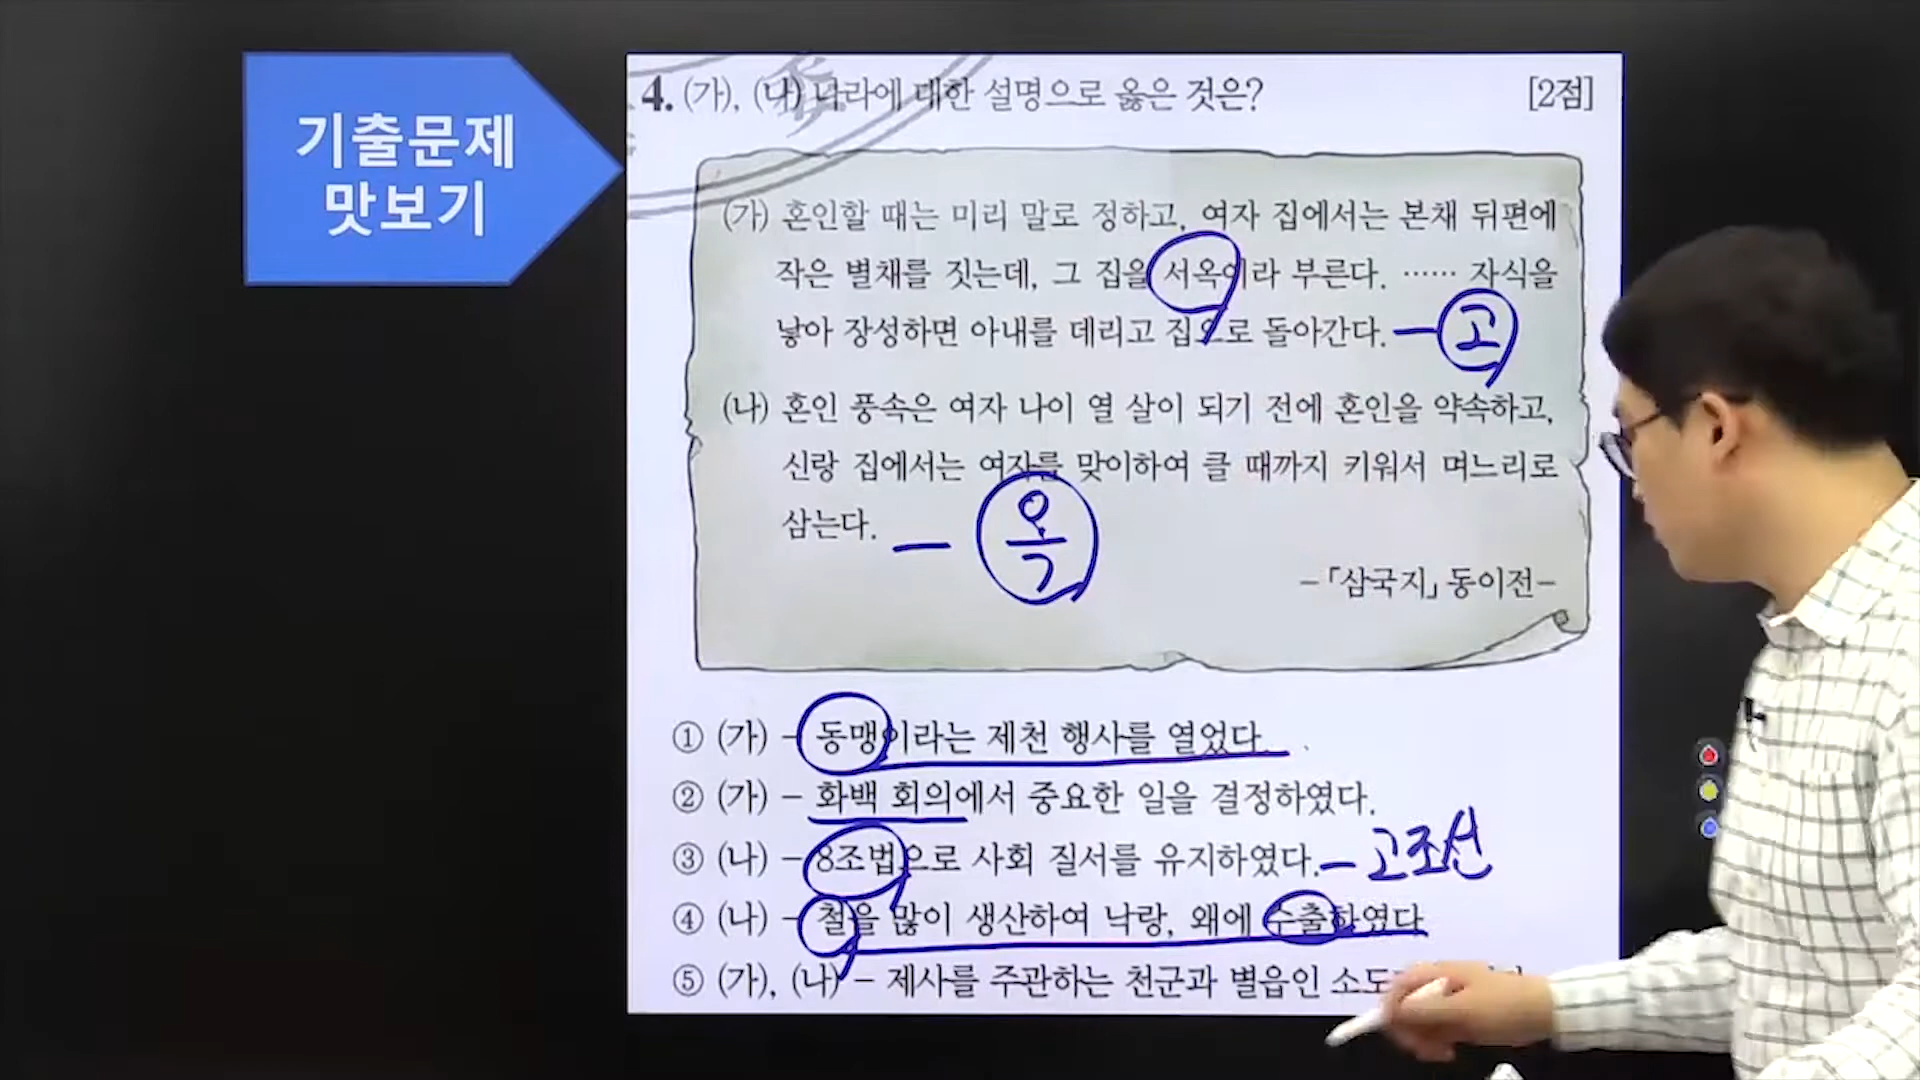 기출문제
맛보기
4. (가), (나) 나라에 대한 설명으로 옳은 것은? [2점]
(가) 혼인할 때는 미리 말로 정하고, 여자 집에서는 본채 뒤편에
작은 별채를 짓는데, 그 집을 서옥이라 부른다. …… 자식을
낳아 장성하면 아내를 데리고 집으로 돌아간다. - 고
(나) 혼인 풍속은 여자 나이 열 살이 되기 전에 혼인을 약속하고,
신랑 집에서는 여자를 맞이하여 클 때까지 키워서 며느리로
삼는다. - 옥
-「삼국지」 동이전-
① (가) - 동맹이라는 제천 행사를 열었다.
② (가) - 화백 회의에서 중요한 일을 결정하였다.
③ (나) - 8조법으로 사회 질서를 유지하였다. - 고조선
④ (나) - 철을 많이 생산하여 낙랑, 왜에 수출하였다
⑤ (가), (나) - 제사를 주관하는 천군과 별읍인 소도